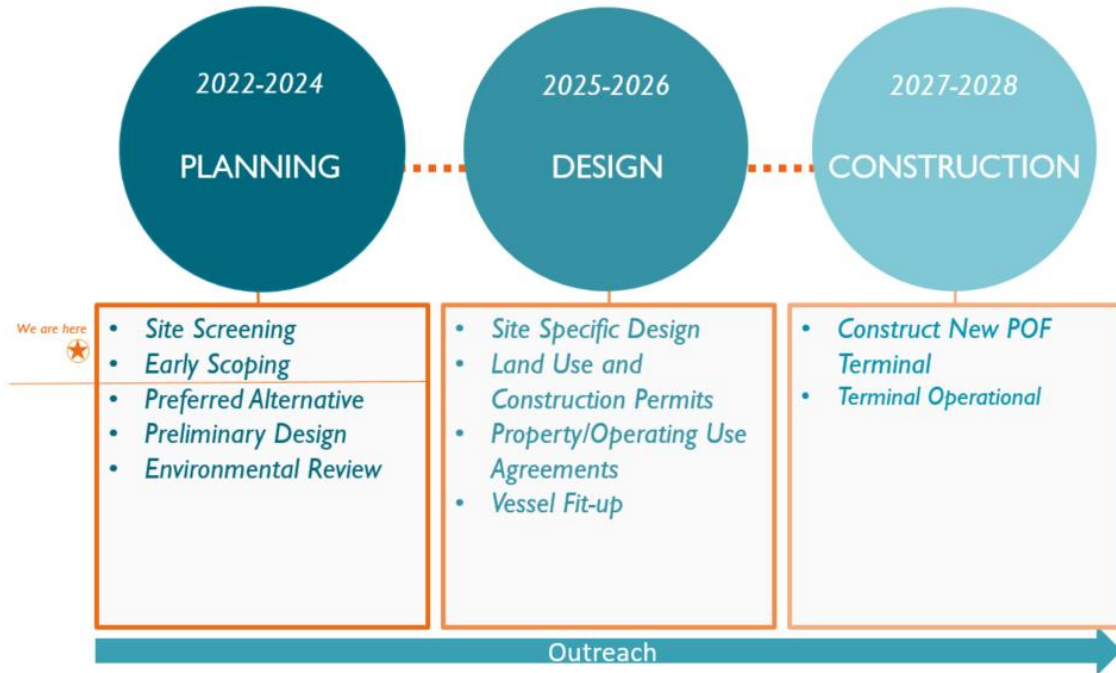 2022-2024
PLANNING
2025-2026
DESIGN
2027-2028
CONSTRUCTION
We are here
• Site Screening
• Early Scoping
• Preferred Alternative
• Preliminary Design
• Environmental Review
• Site Specific Design
• Land Use and
Construction Permits
• Property/Operating Use
Agreements
• Vessel Fit-up
• Construct New POF
Terminal
• Terminal Operational
Outreach